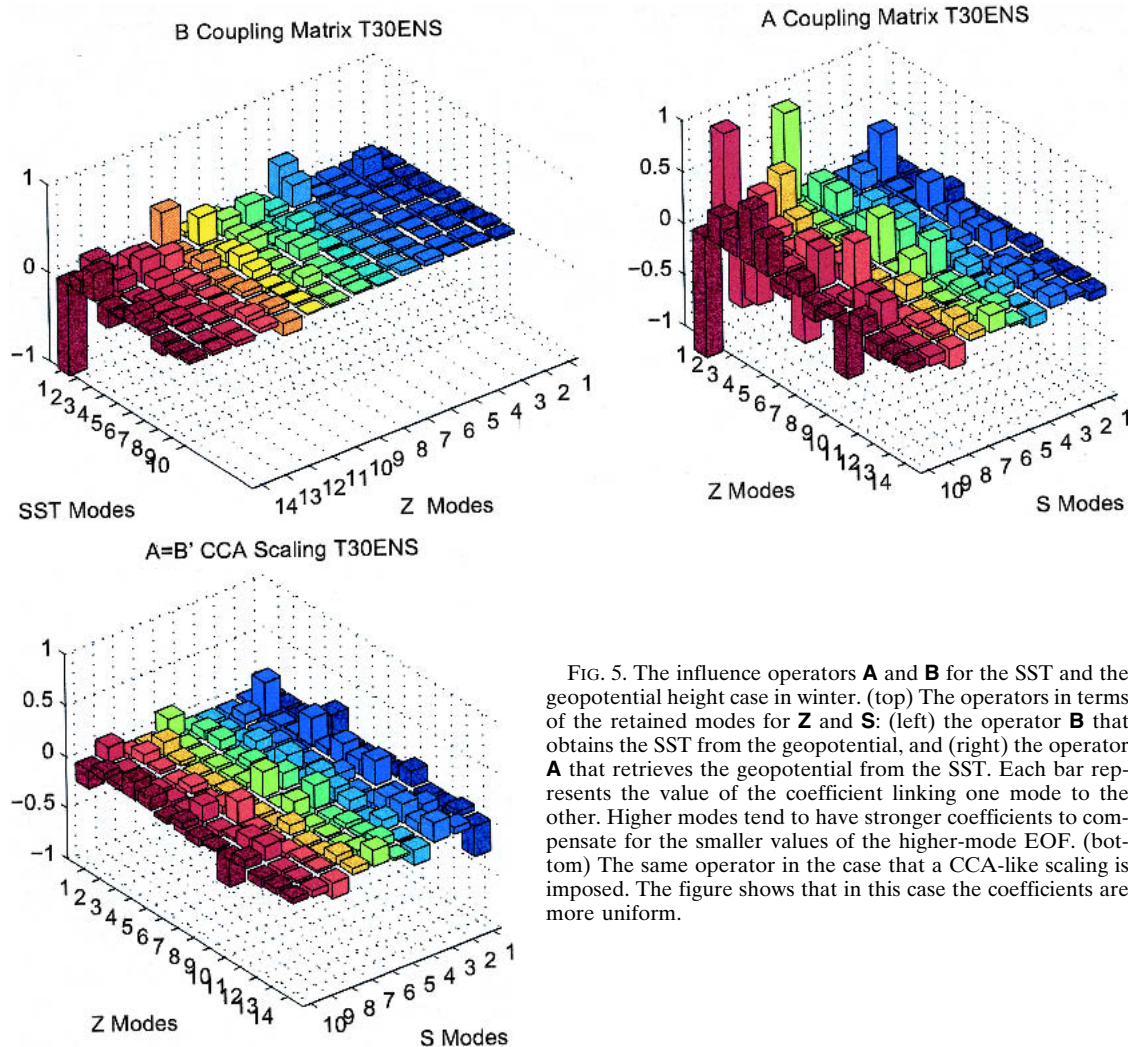 B Coupling Matrix T30ENS
1
0
−1
1 2 3 4 5 6 7 8 9 10
SST Modes
14 13 12 11 10 9 8 7 6 5 4 3 2 1
Z Modes
A Coupling Matrix T30ENS
1
0.5
0
−0.5
−1
1 2 3 4 5 6 7 8 9 10 11 12 13 14
Z Modes
10 9 8 7 6 5 4 3 2 1
S Modes
A=B' CCA Scaling T30ENS
1
0.5
0
−0.5
−1
1 2 3 4 5 6 7 8 9 10 11 12 13 14
Z Modes
10 9 8 7 6 5 4 3 2 1
S Modes
FIG. 5. The influence operators A and B for the SST and the
geopotential height case in winter. (top) The operators in terms
of the retained modes for Z and S: (left) the operator B that
obtains the SST from the geopotential, and (right) the operator
A that retrieves the geopotential from the SST. Each bar rep-
resents the value of the coefficient linking one mode to the
other. Higher modes tend to have stronger coefficients to com-
pensate for the smaller values of the higher-mode EOF. (bot-
tom) The same operator in the case that a CCA-like scaling is
imposed. The figure shows that in this case the coefficients are
more uniform.